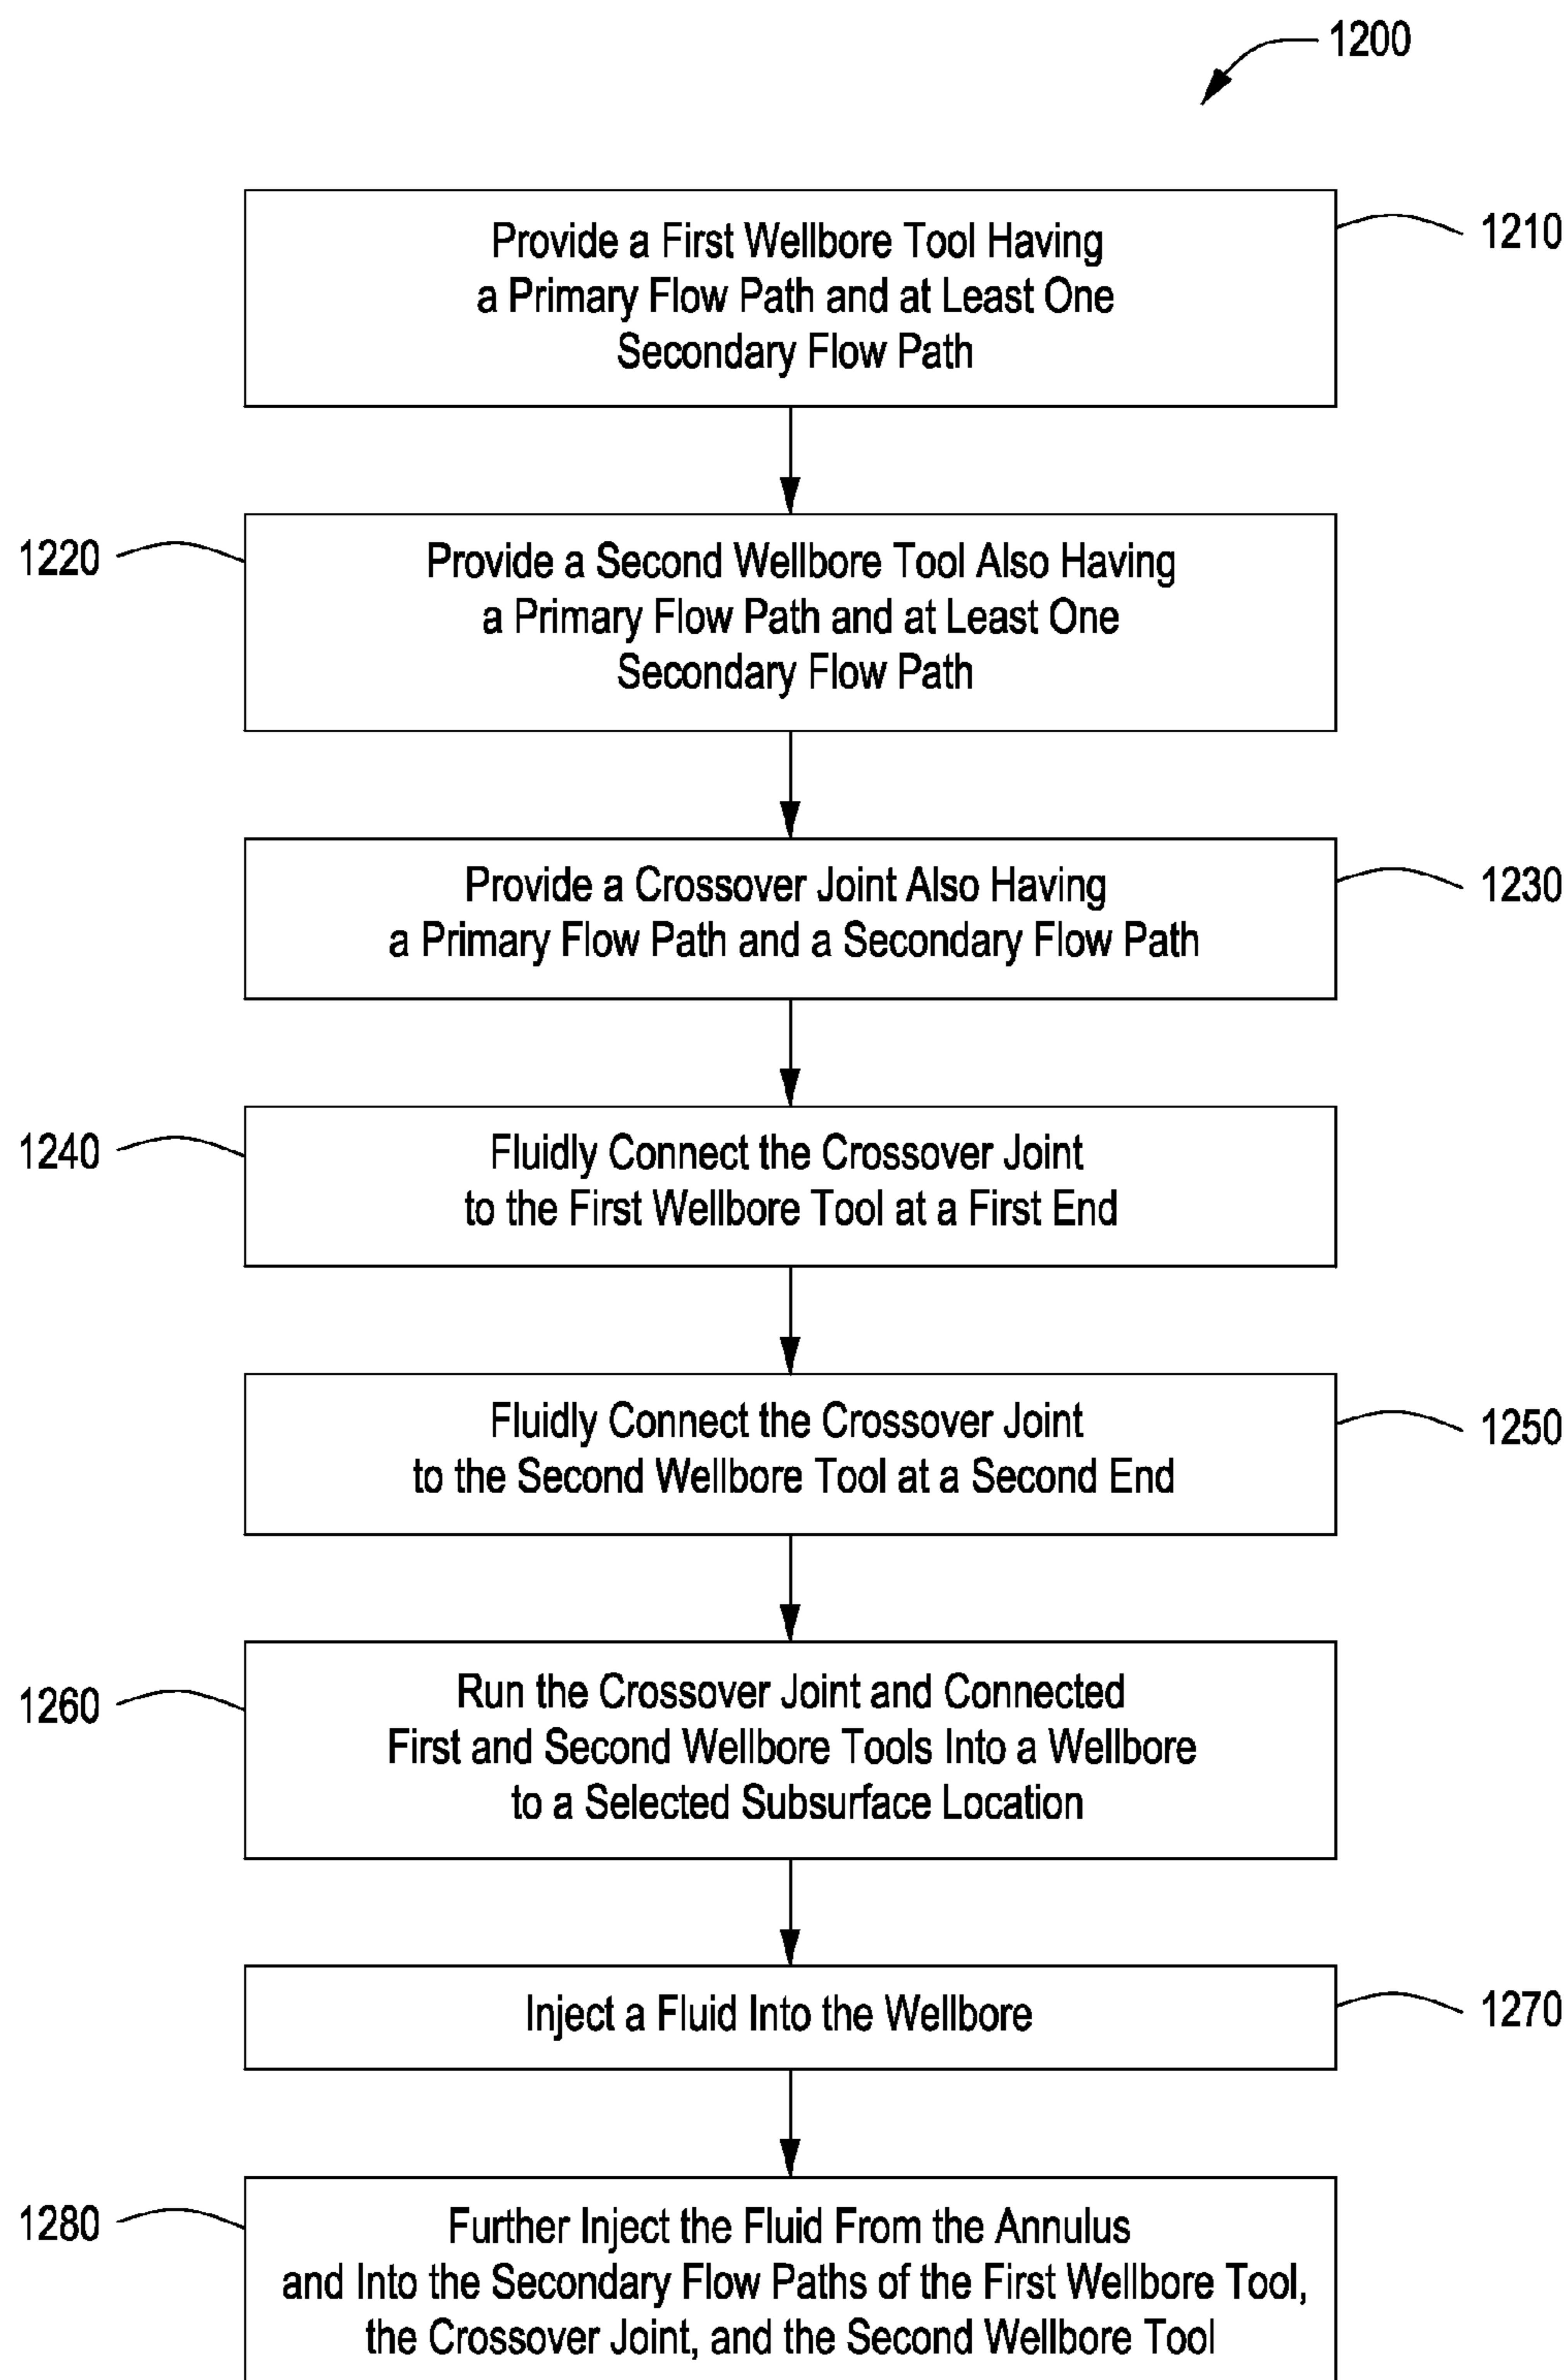 1200
Provide a First Wellbore Tool Having
a Primary Flow Path and at Least One
Secondary Flow Path
1210
1220
Provide a Second Wellbore Tool Also Having
a Primary Flow Path and at Least One
Secondary Flow Path
Provide a Crossover Joint Also Having
a Primary Flow Path and a Secondary Flow Path
1230
1240
Fluidly Connect the Crossover Joint
to the First Wellbore Tool at a First End
Fluidly Connect the Crossover Joint
to the Second Wellbore Tool at a Second End
1250
1260
Run the Crossover Joint and Connected
First and Second Wellbore Tools Into a Wellbore
to a Selected Subsurface Location
Inject a Fluid Into the Wellbore
1270
1280
Further Inject the Fluid From the Annulus
and Into the Secondary Flow Paths of the First Wellbore Tool,
the Crossover Joint, and the Second Wellbore Tool